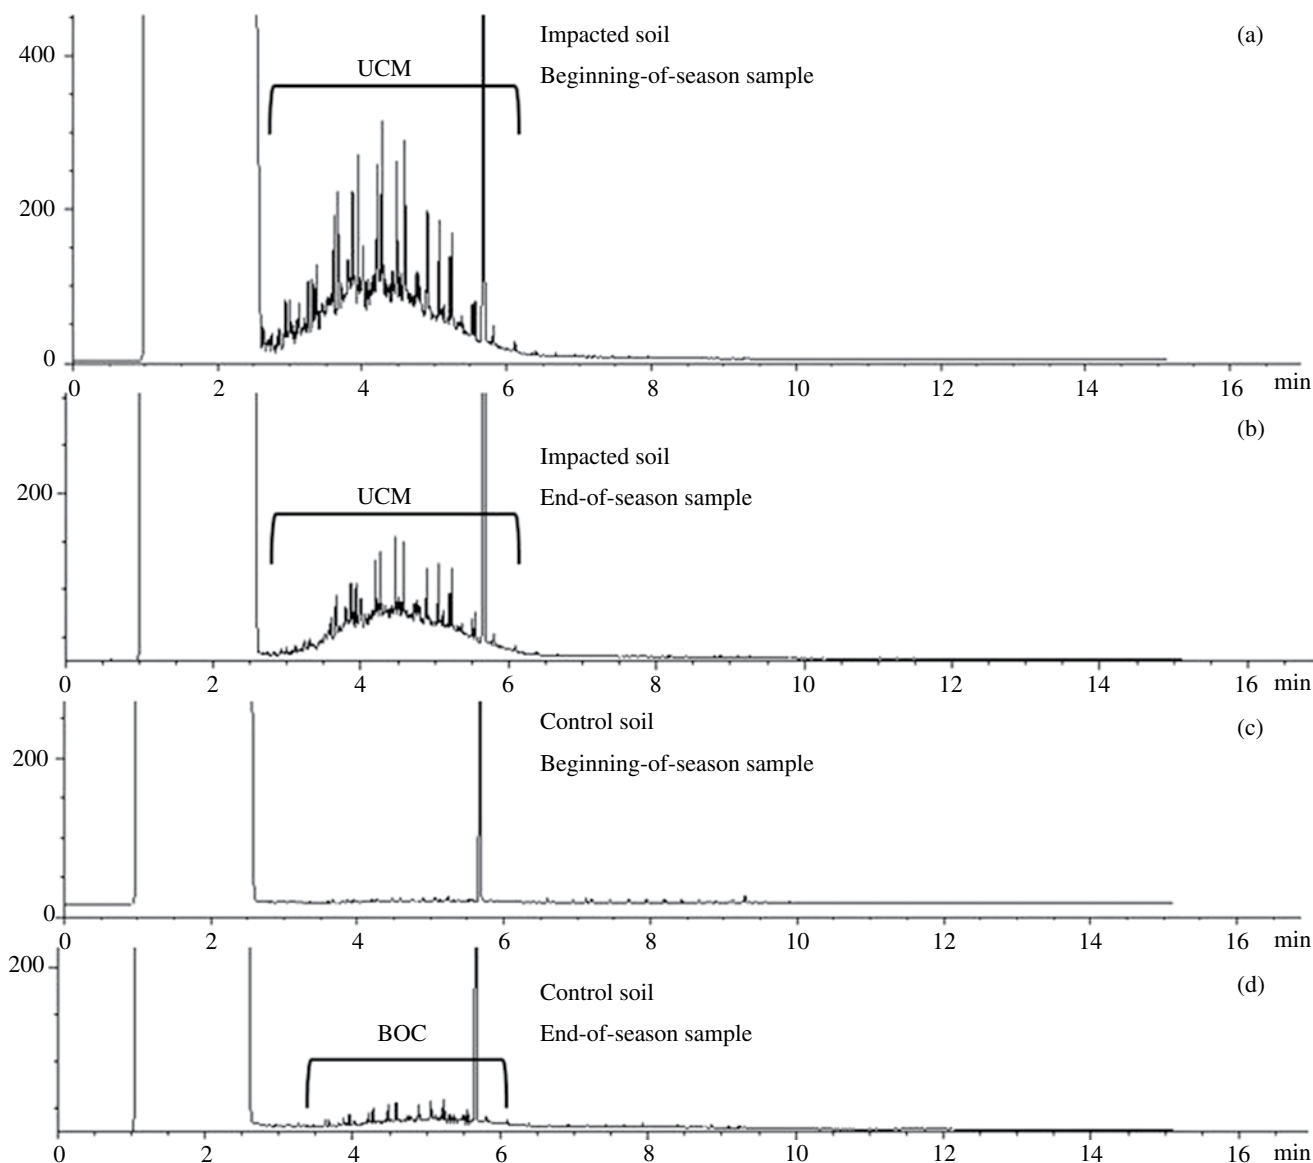 Impacted soil
(a)
400
UCM
Beginning-of-season sample
200
0
0 2 4 6 8 10 12 14 16 min
(b)
Impacted soil
200
UCM
End-of-season sample
0 2 4 6 8 10 12 14 16 min
Control soil
(c)
200
Beginning-of-season sample
0
0 2 4 6 8 10 12 14 16 min
200
Control soil
(d)
BOC
End-of-season sample
0 2 4 6 8 10 12 14 16 min